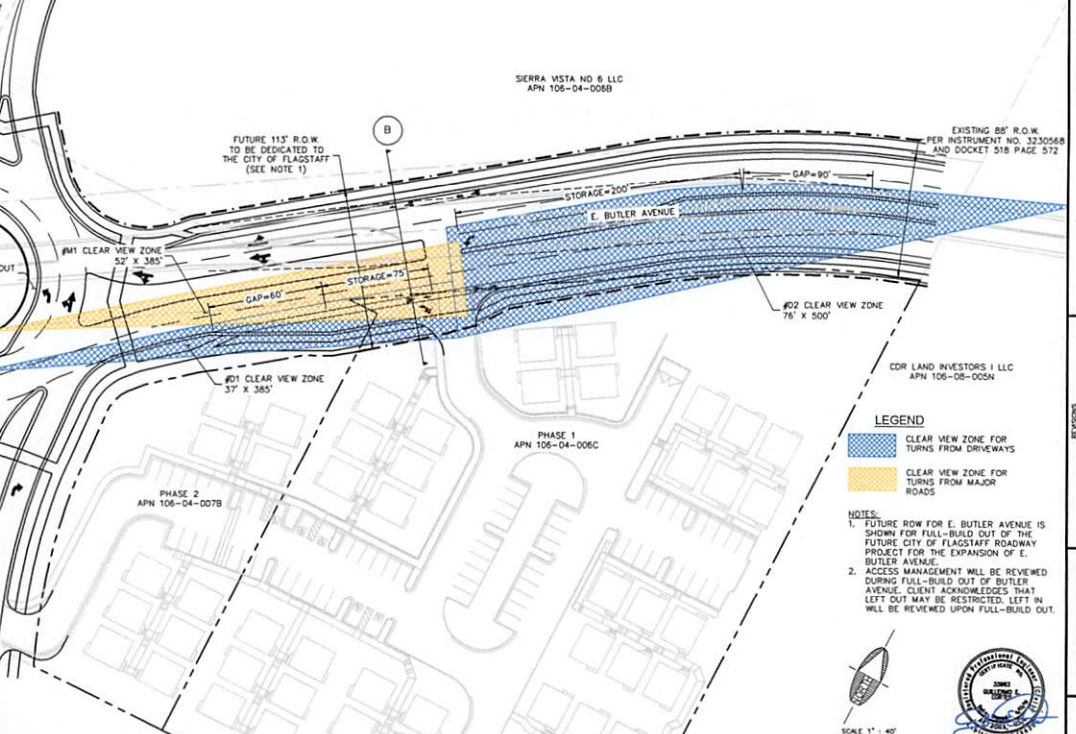 SIERRA VISTA ND 6 LLC
APN 106-04-006B
B
FUTURE 113' R.O.W.
TO BE DEDICATED TO
THE CITY OF FLAGSTAFF
(SEE NOTE 1)
EXISTING 88' R.O.W.
PER INSTRUMENT NO. 3230568
AND DOCKET 518 PAGE 572
GAP=90'
STORAGE=200'
E. BUTLER AVENUE
#M1 CLEAR VIEW ZONE
52' X 385'
OUT
STORAGE=75'
GAP=60'
#D2 CLEAR VIEW ZONE
76' X 500'
#D1 CLEAR VIEW ZONE
37' X 385'
CDR LAND INVESTORS I LLC
APN 106-08-005N
PHASE 1
APN 106-04-006C
PHASE 2
APN 106-04-007B
LEGEND
CLEAR VIEW ZONE FOR
TURNS FROM DRIVEWAYS
CLEAR VIEW ZONE FOR
TURNS FROM MAJOR
ROADS
NOTES:
1. FUTURE ROW FOR E. BUTLER AVENUE IS
SHOWN FOR FULL-BUILD OUT OF THE
FUTURE CITY OF FLAGSTAFF ROADWAY
PROJECT FOR THE EXPANSION OF E.
BUTLER AVENUE.
2. ACCESS MANAGEMENT WILL BE REVIEWED
DURING FULL-BUILD OUT OF BUTLER
AVENUE. CLIENT ACKNOWLEDGES THAT
LEFT OUT MAY BE RESTRICTED. LEFT IN
WILL BE REVIEWED UPON FULL-BUILD OUT.
Registered Professional Engineer
CERTIFICATE NO.
GUILLERMO E.
CORTES
SCALE 1" : 40'